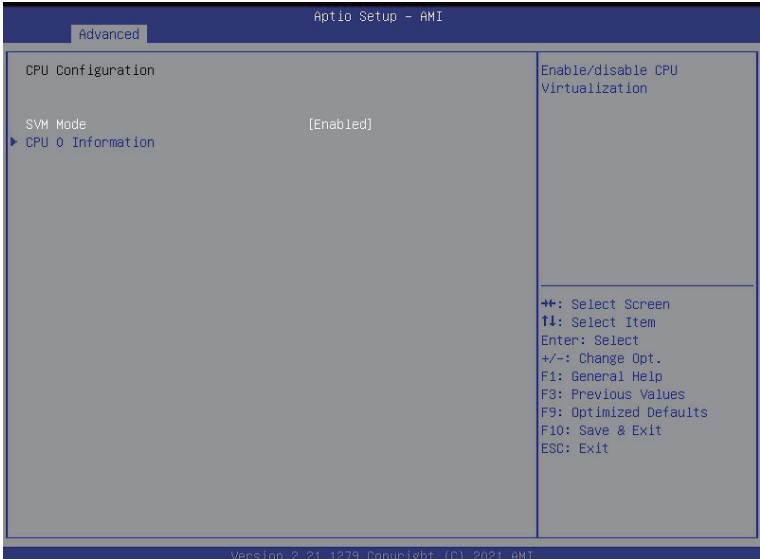 Aptio Setup – AMI
Advanced
CPU Configuration
SVM Mode [Enabled]
CPU 0 Information
Enable/disable CPU
Virtualization
→←: Select Screen
↑↓: Select Item
Enter: Select
+/-: Change Opt.
F1: General Help
F3: Previous Values
F9: Optimized Defaults
F10: Save & Exit
ESC: Exit
Version 2.21.1279 Copyright (C) 2021 AMI